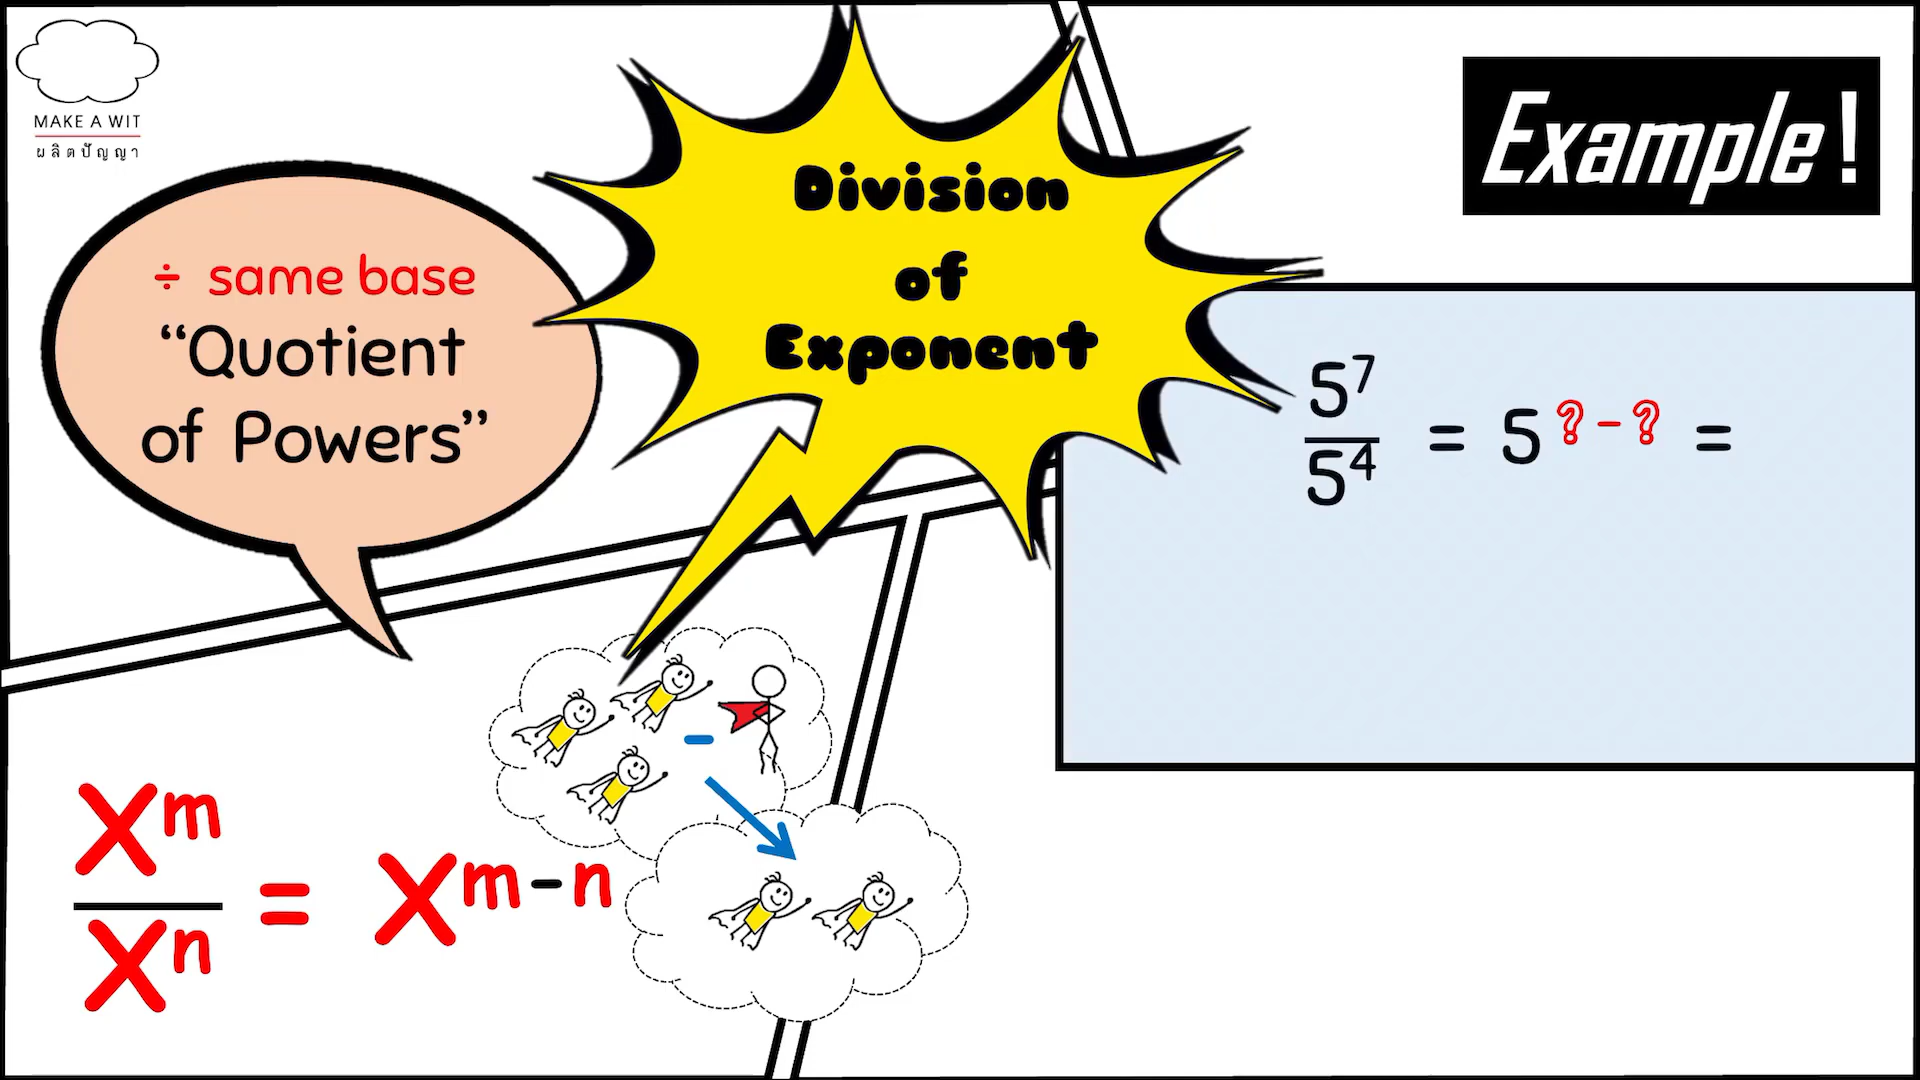 MAKE A WIT
ผลิตปัญญา
÷ same base
“Quotient
of Powers”
Division
of
Exponent
Example!
5⁷
5⁴
= 5^? - ? =
Xᵐ
Xⁿ
= Xᵐ⁻ⁿ
-